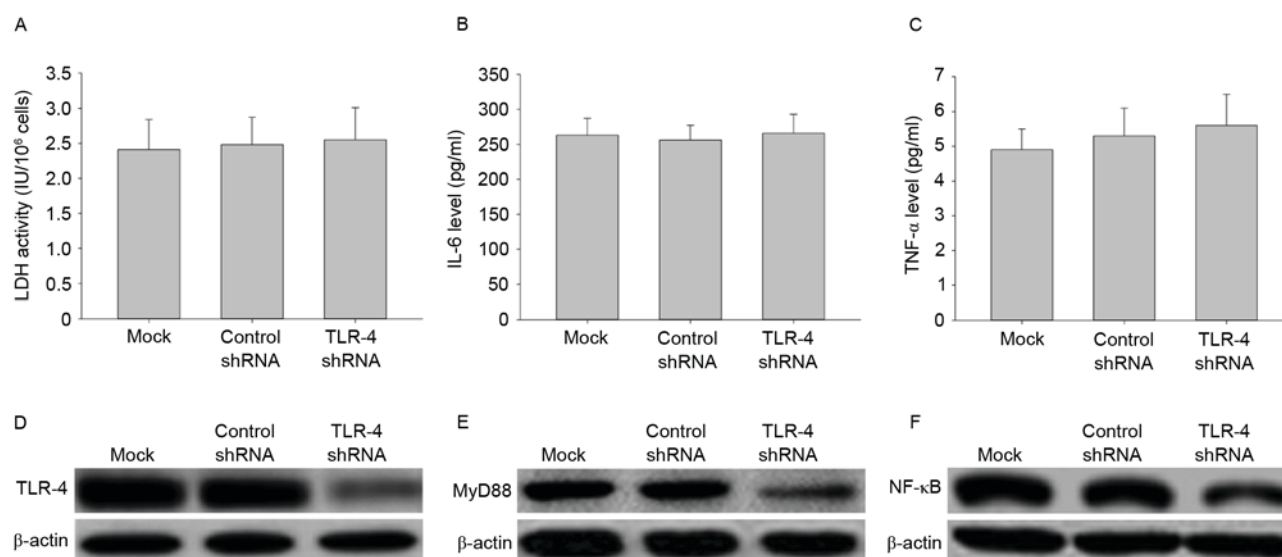 A
LDH activity (IU/10⁶ cells)
3.5
3.0
2.5
2.0
1.5
1.0
0.5
0
Mock
Control
shRNA
TLR-4
shRNA
B
IL-6 level (pg/ml)
350
300
250
200
150
100
50
0
Mock
Control
shRNA
TLR-4
shRNA
C
TNF-α level (pg/ml)
7
6
5
4
3
2
1
0
Mock
Control
shRNA
TLR-4
shRNA
D
Mock
Control
shRNA
TLR-4
shRNA
TLR-4
β-actin
E
Mock
Control
shRNA
TLR-4
shRNA
MyD88
β-actin
F
Mock
Control
shRNA
TLR-4
shRNA
NF-κB
β-actin